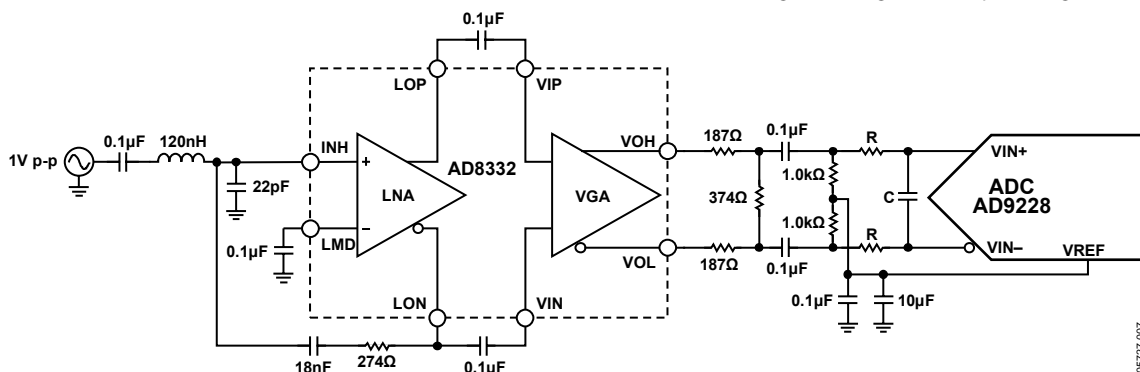 0.1µF
LOP
VIP
0.1µF
120nH
1V p-p
INH
22pF
LNA
AD8332
VGA
VOH
187Ω
0.1µF
R
1.0kΩ
374Ω
1.0kΩ
C
VIN+
ADC
AD9228
0.1µF
LMD
VOL
187Ω
0.1µF
R
VIN–
VREF
LON
VIN
0.1µF
10µF
18nF
274Ω
0.1µF